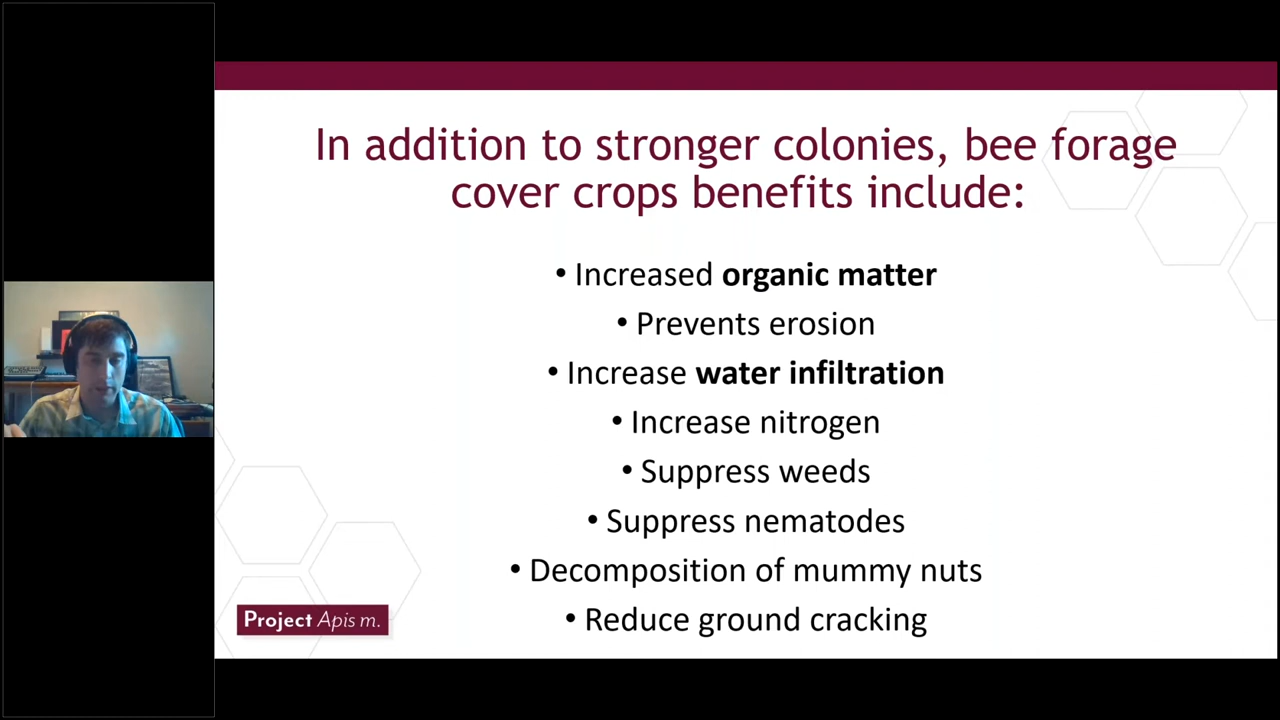 In addition to stronger colonies, bee forage
cover crops benefits include:
• Increased organic matter
• Prevents erosion
• Increase water infiltration
• Increase nitrogen
• Suppress weeds
• Suppress nematodes
• Decomposition of mummy nuts
• Reduce ground cracking
Project Apis m.